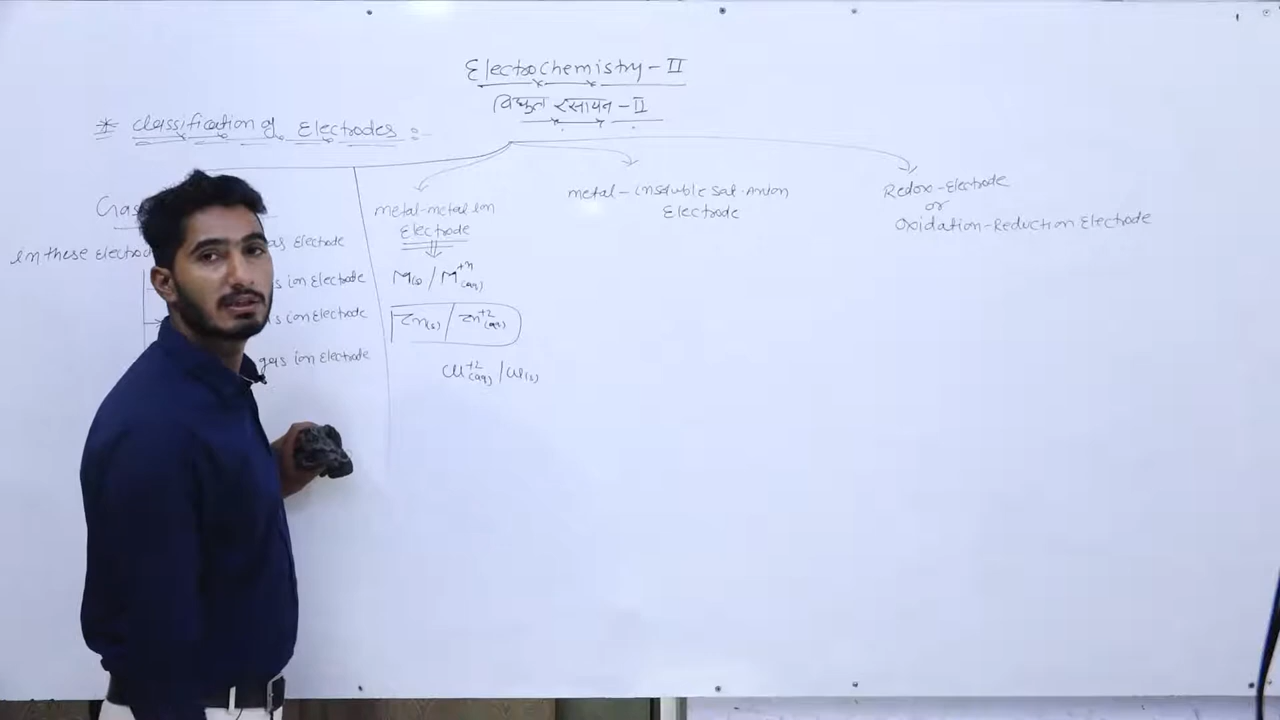 Electrochemistry-II
विद्युत रसायन-II
* Classification of Electrodes:
Gas
in these Electro
as Electrode
s ion Electrode
s ion Electrode
gas ion Electrode
metal-metal ion
Electrode
M(s) / M+n(aq)
Zn(s) / Zn+2(aq)
Cu+2(aq) / Cu(s)
metal-insoluble Salt-Anion
Electrode
Redox-Electrode
or
Oxidation-Reduction Electrode